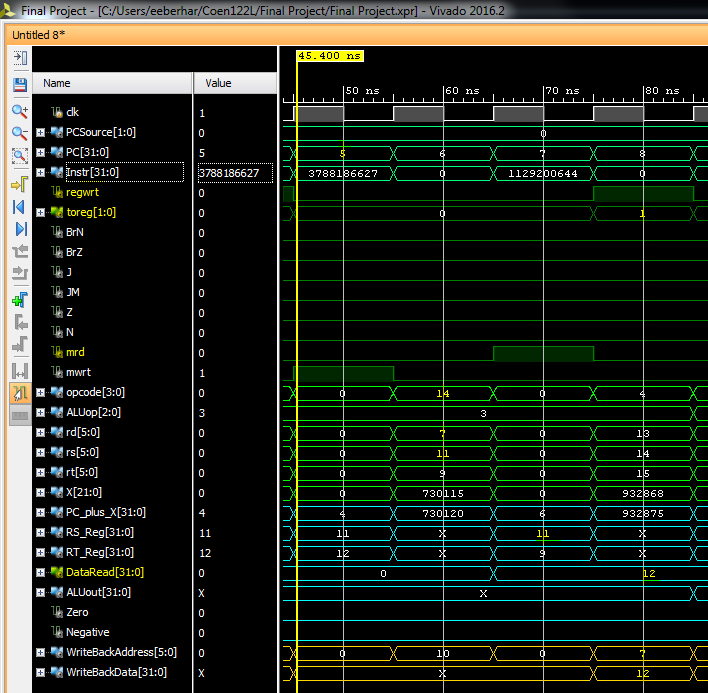 Final Project - [C:/Users/eeberhar/Coen122L/Final Project/Final Project.xpr] - Vivado 2016.2
Untitled 8*
45.400 ns
Name Value 50 ns 60 ns 70 ns 80 ns
clk 1
PCSource[1:0] 0 0
PC[31:0] 5 5 6 7 8
Instr[31:0] 3788186627 3788186627 0 1129200644 0
regwrt 0
toreg[1:0] 0 0 1
BrN 0
BrZ 0
J 0
JM 0
Z 0
N 0
mrd 0
mwrt 1
opcode[3:0] 0 0 14 0 4
ALUop[2:0] 3 3
rd[5:0] 0 0 7 0 13
rs[5:0] 0 0 11 0 14
rt[5:0] 0 0 9 0 15
X[21:0] 0 0 730115 0 932868
PC_plus_X[31:0] 4 4 730120 6 932875
RS_Reg[31:0] 11 11 X 11 X
RT_Reg[31:0] 12 12 X 9 X
DataRead[31:0] 0 0 12
ALUout[31:0] X X
Zero 0
Negative 0
WriteBackAddress[5:0] 0 0 10 0 7
WriteBackData[31:0] X X 12